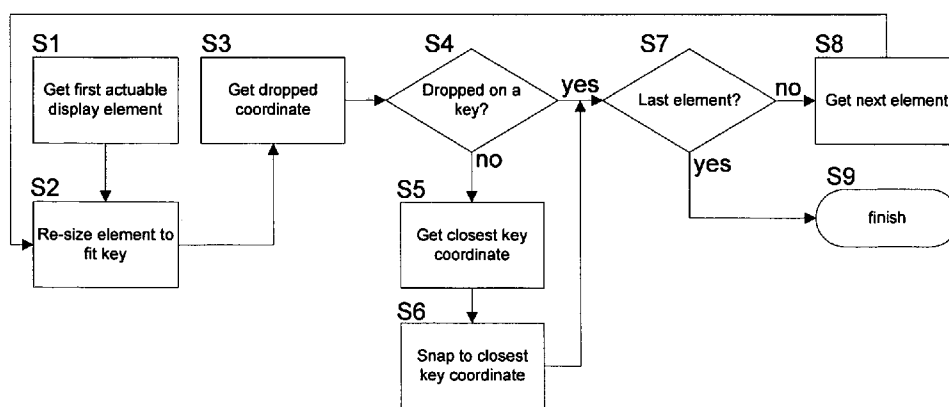 S1
Get first actuable
display element
S2
Re-size element to
fit key
S3
Get dropped
coordinate
S4
Dropped on a
key?
yes
no
S5
Get closest key
coordinate
S6
Snap to closest
key coordinate
S7
Last element?
no
yes
S8
Get next element
S9
finish